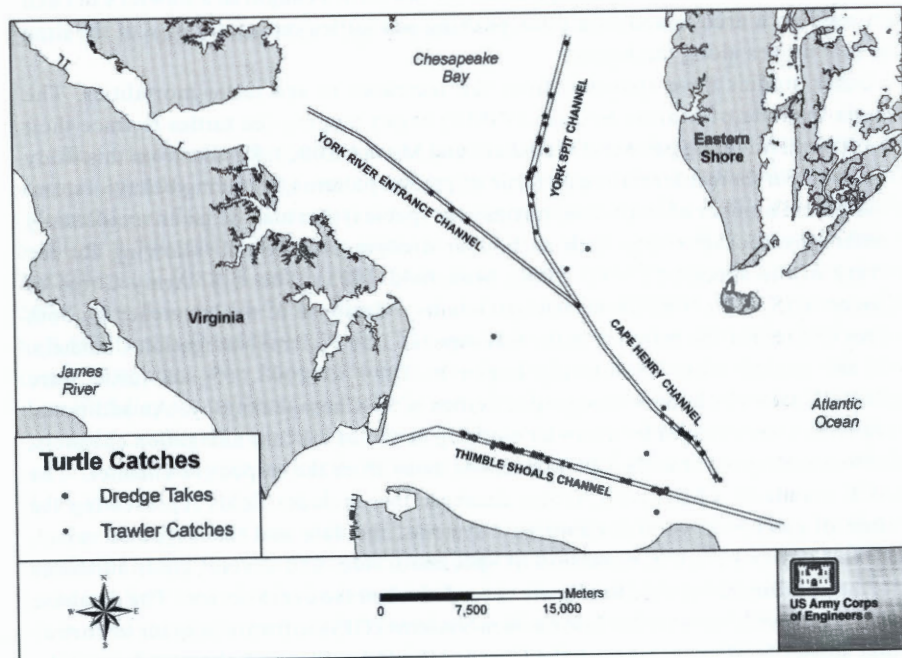 Chesapeake
Bay
YORK RIVER ENTRANCE CHANNEL
YORK SPIT CHANNEL
Eastern
Shore
Virginia
CAPE HENRY CHANNEL
James
River
Atlantic
Ocean
THIMBLE SHOALS CHANNEL
Turtle Catches
Dredge Takes
Trawler Catches
N
W
E
S
Meters
0
7,500
15,000
US Army Corps
of Engineers®